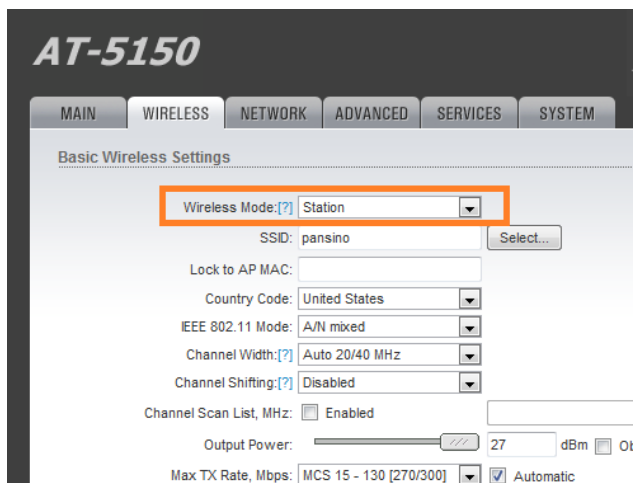 AT-5150
MAIN WIRELESS NETWORK ADVANCED SERVICES SYSTEM
Basic Wireless Settings
Wireless Mode:[?] Station
SSID: pansino Select...
Lock to AP MAC:
Country Code: United States
IEEE 802.11 Mode: A/N mixed
Channel Width:[?] Auto 20/40 MHz
Channel Shifting:[?] Disabled
Channel Scan List, MHz: Enabled
Output Power: 27 dBm
Max TX Rate, Mbps: MCS 15 - 130 [270/300] Automatic